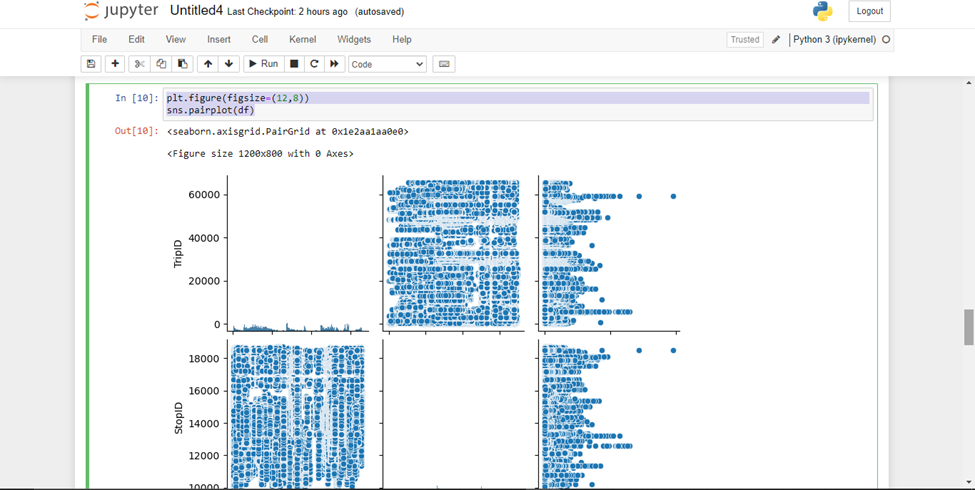 jupyter Untitled4 Last Checkpoint: 2 hours ago (autosaved)
Logout
File Edit View Insert Cell Kernel Widgets Help
Trusted Python 3 (ipykernel)
Run Code
In [10]: plt.figure(figsize=(12,8))
sns.pairplot(df)
Out[10]: <seaborn.axisgrid.PairGrid at 0x1e2aa1aa0e0>
<Figure size 1200x800 with 0 Axes>
60000
40000
TripID
20000
0
18000
16000
StopID
14000
12000
10000